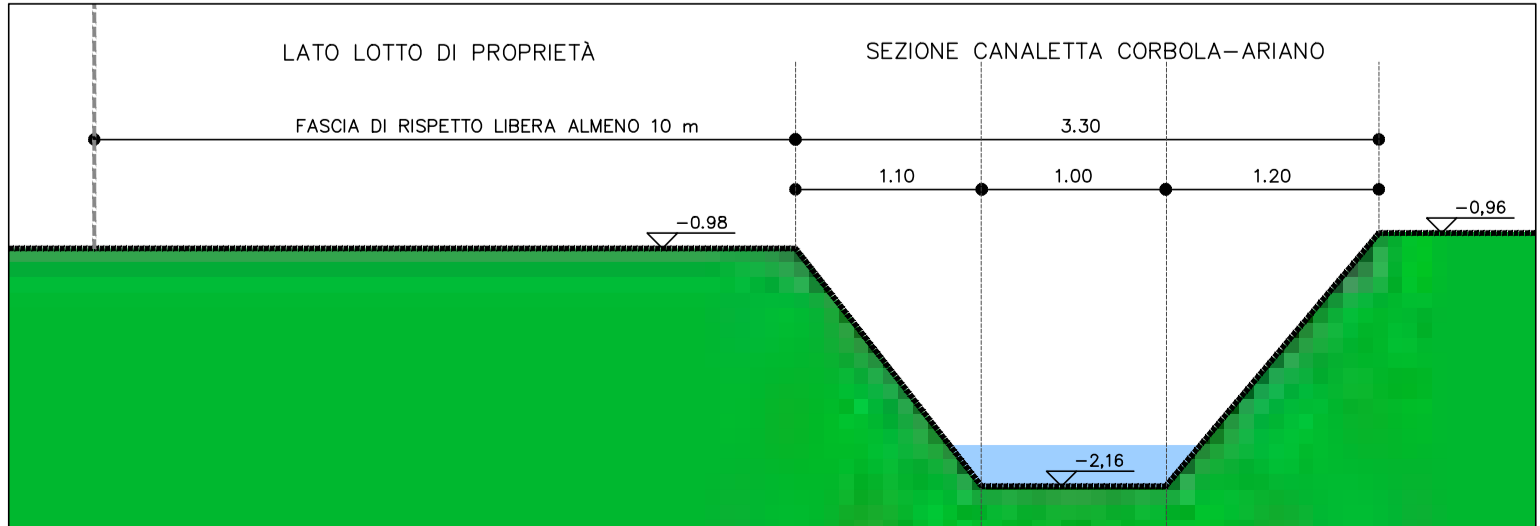 LATO LOTTO DI PROPRIETÀ
SEZIONE CANALETTA CORBOLA-ARIANO
FASCIA DI RISPETTO LIBERA ALMENO 10 m
3.30
1.10
1.00
1.20
-0.98
-0,96
-2,16